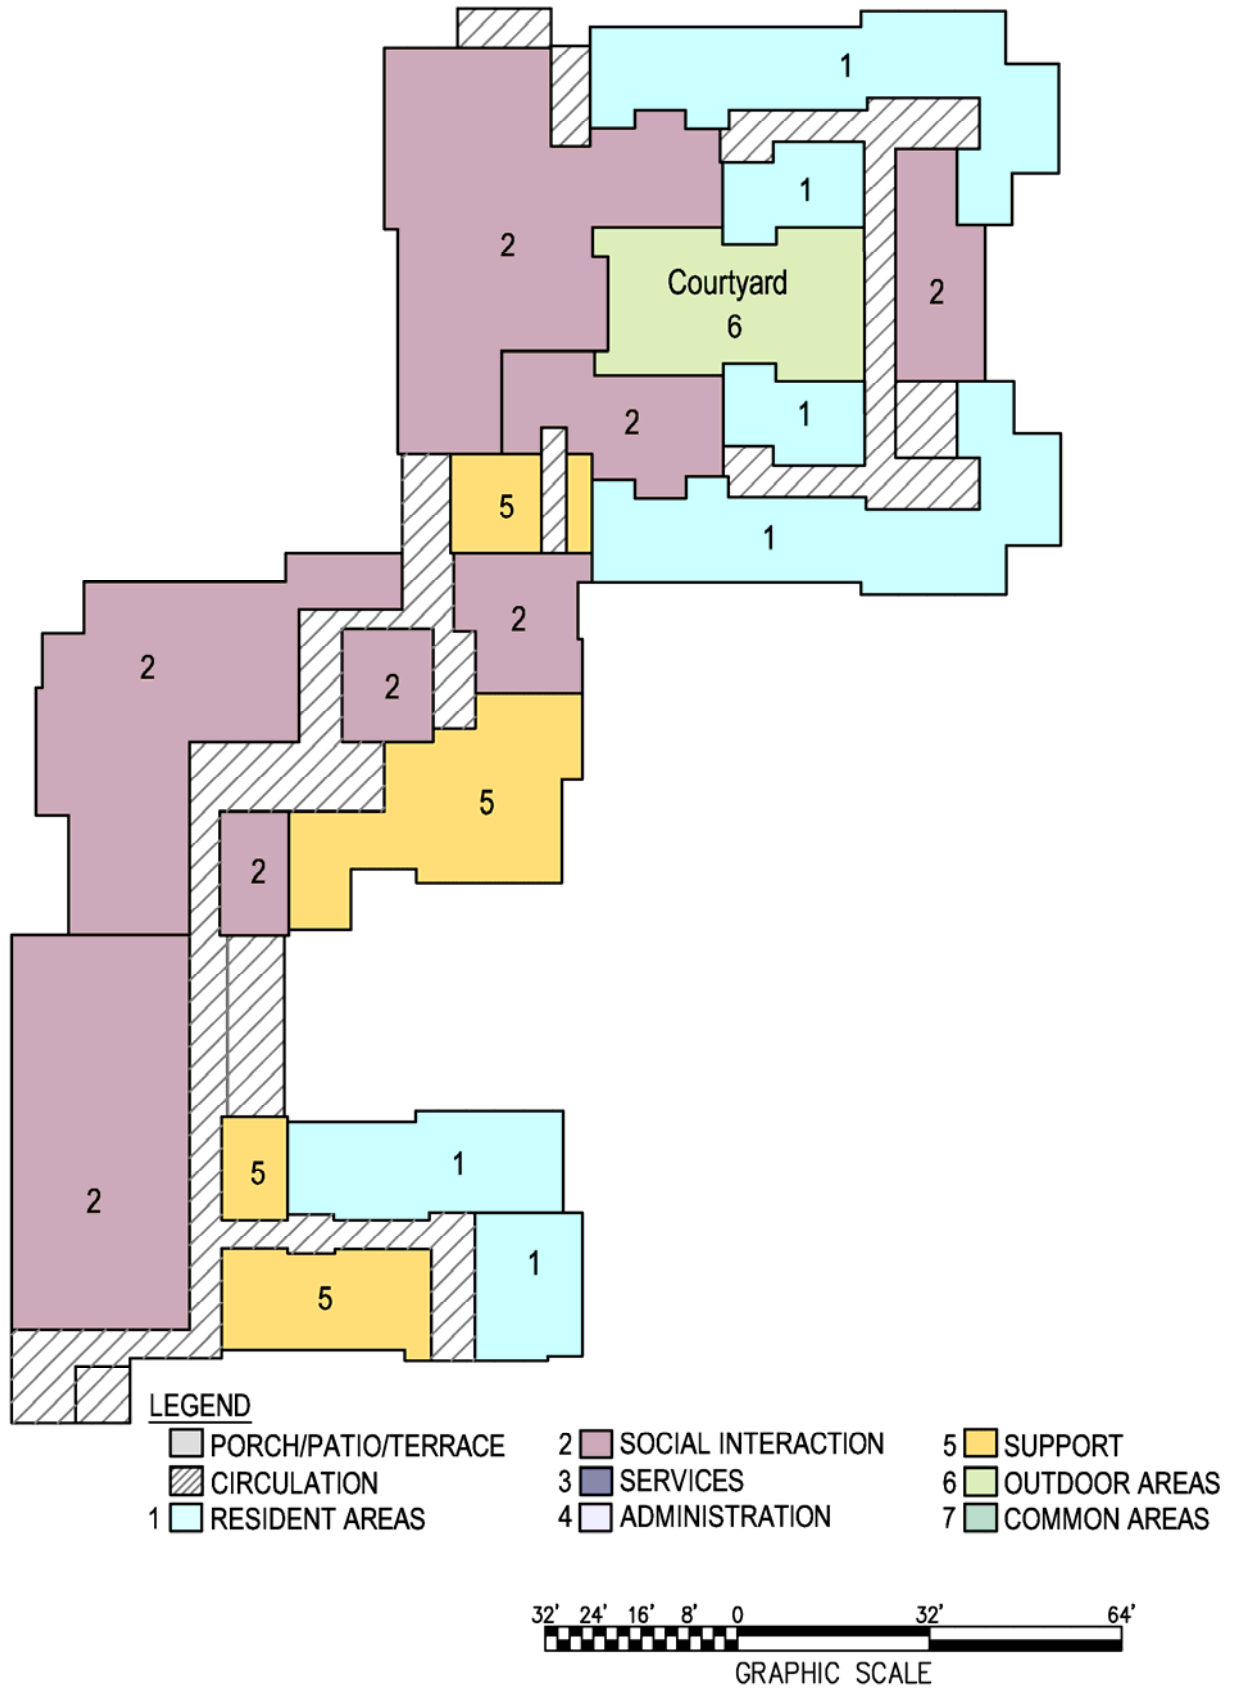 1
1
2
Courtyard
2
6
1
2
5
1
2
2
2
5
2
1
5
2
1
5
LEGEND
PORCH/PATIO/TERRACE
CIRCULATION
1 RESIDENT AREAS
2 SOCIAL INTERACTION
3 SERVICES
4 ADMINISTRATION
5 SUPPORT
6 OUTDOOR AREAS
7 COMMON AREAS
32' 24' 16' 8' 0 32' 64'
GRAPHIC SCALE